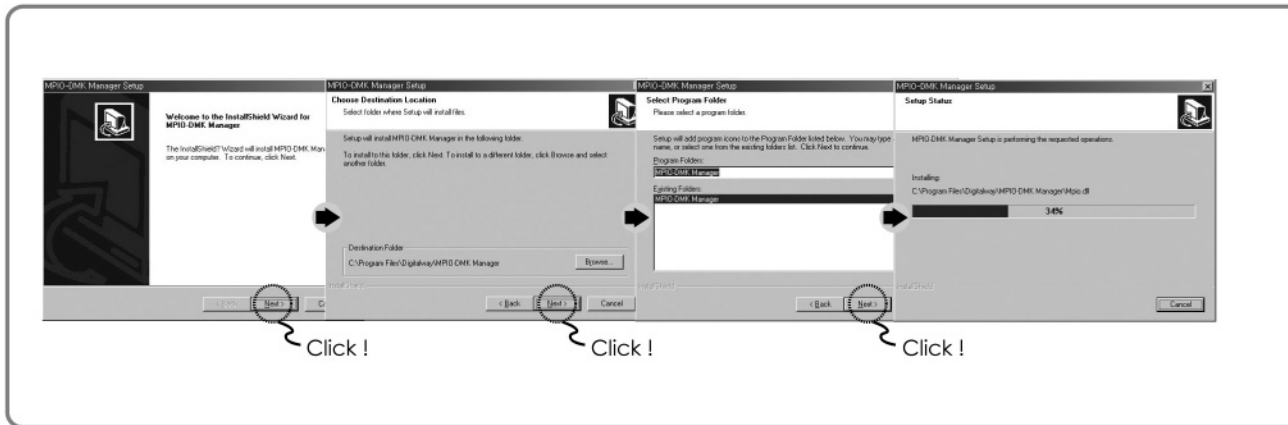 MPIO-DMK Manager Setup
Welcome to the InstallShield Wizard for
MPIO-DMK Manager
The InstallShield? Wizard will install MPIO-DMK Man
on your computer. To continue, click Next.
< Back
Next >
Click !
MPIO-DMK Manager Setup
Choose Destination Location
Select folder where Setup will install files.
Setup will install MPIO-DMK Manager in the following folder.
To install to this folder, click Next. To install to a different folder, click Browse and select
another folder.
Destination Folder
C:\Program Files\Digitalway\MPIO-DMK Manager
Browse...
InstallShield
< Back
Next >
Cancel
Click !
MPIO-DMK Manager Setup
Select Program Folder
Please select a program folder.
Setup will add program icons to the Program Folder listed below. You may type
name, or select one from the existing folders list. Click Next to continue.
Program Folders:
MPIO-DMK Manager
Existing Folders:
MPIO-DMK Manager
InstallShield
< Back
Next >
Click !
MPIO-DMK Manager Setup
Setup Status
MPIO-DMK Manager Setup is performing the requested operations.
Installing:
C:\Program Files\Digitalway\MPIO-DMK Manager\Mpio.dll
34%
InstallShield
Cancel